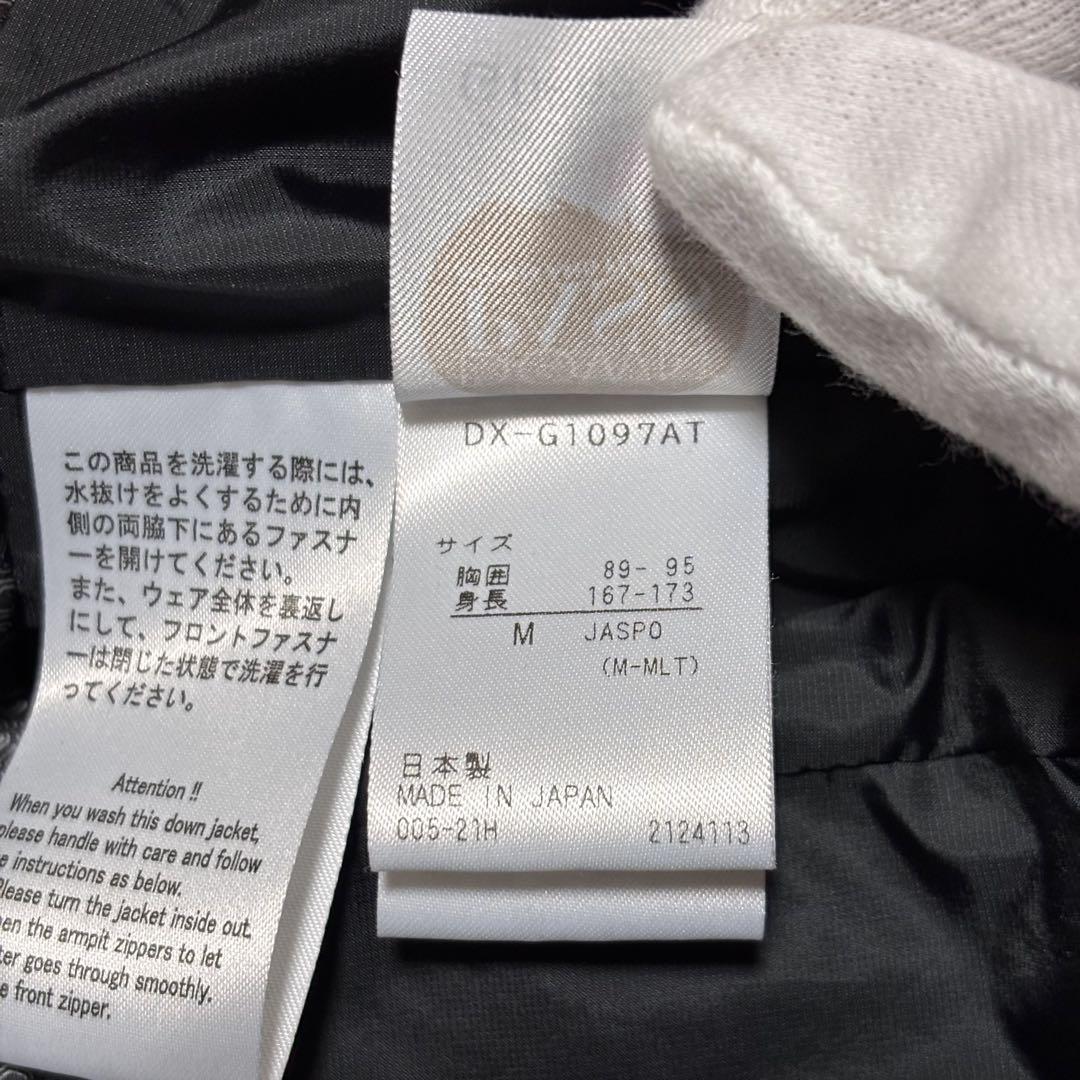 この商品を洗濯する際には、
水抜けをよくするために内
側の両脇下にあるファスナ
ーを開けてください。
また、ウェア全体を裏返し
にして、フロントファスナ
ーは閉じた状態で洗濯を行
ってください。
Attention !!
When you wash this down jacket,
please handle with care and follow
instructions as below.
Please turn the jacket inside out.
the armpit zippers to let
goes through smoothly.
front zipper.
DX-G1097AT
サイズ
胸囲 89- 95
身長 167-173
M JASPO
(M-MLT)
日本製
MADE IN JAPAN
005-21H 2124113